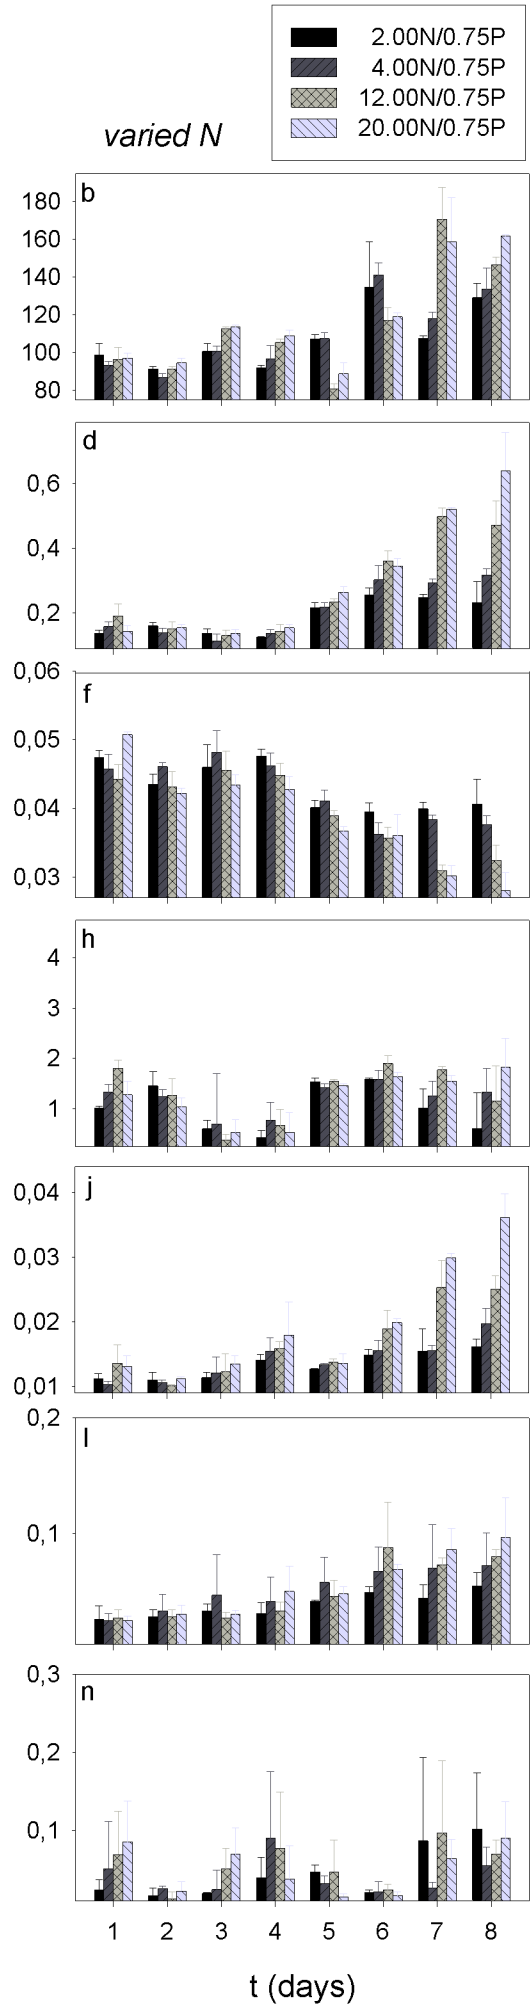 2.00N/0.75P
4.00N/0.75P
12.00N/0.75P
20.00N/0.75P
varied N
b
180
160
140
120
100
80
d
0,6
0,4
0,2
0,06
f
0,05
0,04
0,03
h
4
3
2
1
j
0,04
0,03
0,02
0,01
0,2
l
0,1
0,3
n
0,2
0,1
1 2 3 4 5 6 7 8
t (days)